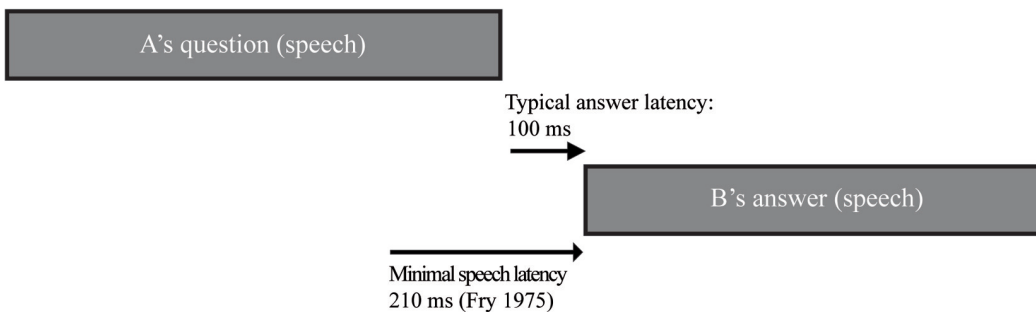 A's question (speech)
Typical answer latency:
100 ms
B's answer (speech)
Minimal speech latency
210 ms (Fry 1975)